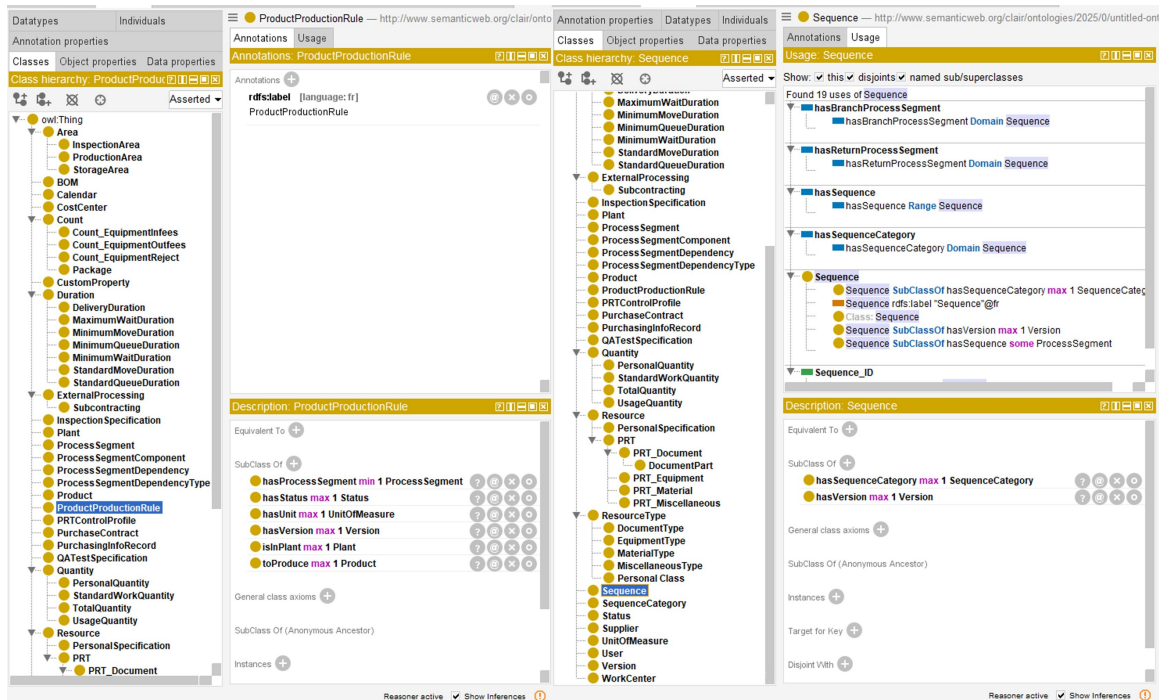 Datatypes Individuals
Annotation properties
Classes Object properties Data properties
Class hierarchy: ProductProduc
Asserted
owl:Thing
Area
InspectionArea
ProductionArea
StorageArea
BOM
Calendar
CostCenter
Count
Count_EquipmentInfees
Count_EquipmentOutfees
Count_EquipmentReject
Package
CustomProperty
Duration
DeliveryDuration
MaximumWaitDuration
MinimumMoveDuration
MinimumQueueDuration
MinimumWaitDuration
StandardMoveDuration
StandardQueueDuration
ExternalProcessing
Subcontracting
InspectionSpecification
Plant
ProcessSegment
ProcessSegmentComponent
ProcessSegmentDependency
ProcessSegmentDependencyType
Product
ProductProductionRule
PRTControlProfile
PurchaseContract
PurchasingInfoRecord
QATestSpecification
Quantity
PersonalQuantity
StandardWorkQuantity
TotalQuantity
UsageQuantity
Resource
PersonalSpecification
PRT
PRT_Document
ProductProductionRule — http://www.semanticweb.org/clair/onto
Annotations Usage
Annotations: ProductProductionRule
Annotations
rdfs:label [language: fr]
ProductProductionRule
Description: ProductProductionRule
Equivalent To
SubClass Of
hasProcessSegment min 1 ProcessSegment
hasStatus max 1 Status
hasUnit max 1 UnitOfMeasure
hasVersion max 1 Version
isInPlant max 1 Plant
toProduce max 1 Product
General class axioms
SubClass Of (Anonymous Ancestor)
Instances
Reasoner active Show Inferences
Annotation properties Datatypes Individuals
Classes Object properties Data properties
Class hierarchy: Sequence
Asserted
MaximumWaitDuration
MinimumMoveDuration
MinimumQueueDuration
MinimumWaitDuration
StandardMoveDuration
StandardQueueDuration
ExternalProcessing
Subcontracting
InspectionSpecification
Plant
ProcessSegment
ProcessSegmentComponent
ProcessSegmentDependency
ProcessSegmentDependencyType
Product
ProductProductionRule
PRTControlProfile
PurchaseContract
PurchasingInfoRecord
QATestSpecification
Quantity
PersonalQuantity
StandardWorkQuantity
TotalQuantity
UsageQuantity
Resource
PersonalSpecification
PRT
PRT_Document
DocumentPart
PRT_Equipment
PRT_Material
PRT_Miscellaneous
ResourceType
DocumentType
EquipmentType
MaterialType
MiscellaneousType
Personal Class
Sequence
SequenceCategory
Status
Supplier
UnitOfMeasure
User
Version
WorkCenter
Sequence — http://www.semanticweb.org/clair/ontologies/2025/0/untitled-ont
Annotations Usage
Usage: Sequence
Show: this disjoints named sub/superclasses
Found 19 uses of Sequence
hasBranchProcessSegment
hasBranchProcessSegment Domain Sequence
hasReturnProcessSegment
hasReturnProcessSegment Domain Sequence
hasSequence
hasSequence Range Sequence
hasSequenceCategory
hasSequenceCategory Domain Sequence
Sequence
Sequence SubClassOf hasSequenceCategory max 1 SequenceCateg
Sequence rdfs:label "Sequence"@fr
Class: Sequence
Sequence SubClassOf hasVersion max 1 Version
Sequence SubClassOf hasSequence some ProcessSegment
Sequence_ID
Description: Sequence
Equivalent To
SubClass Of
hasSequenceCategory max 1 SequenceCategory
hasVersion max 1 Version
General class axioms
SubClass Of (Anonymous Ancestor)
Instances
Target for Key
Disjoint With
Reasoner active Show Inferences